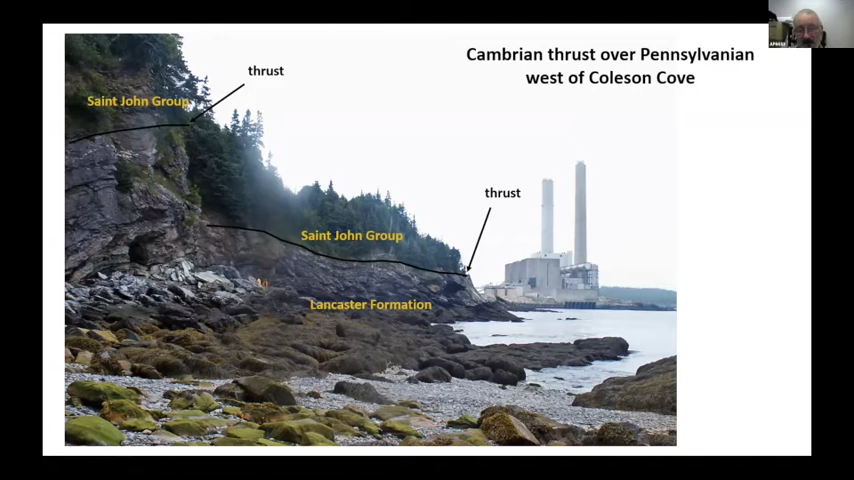 Cambrian thrust over Pennsylvanian
west of Coleson Cove
thrust
Saint John Group
thrust
Saint John Group
Lancaster Formation